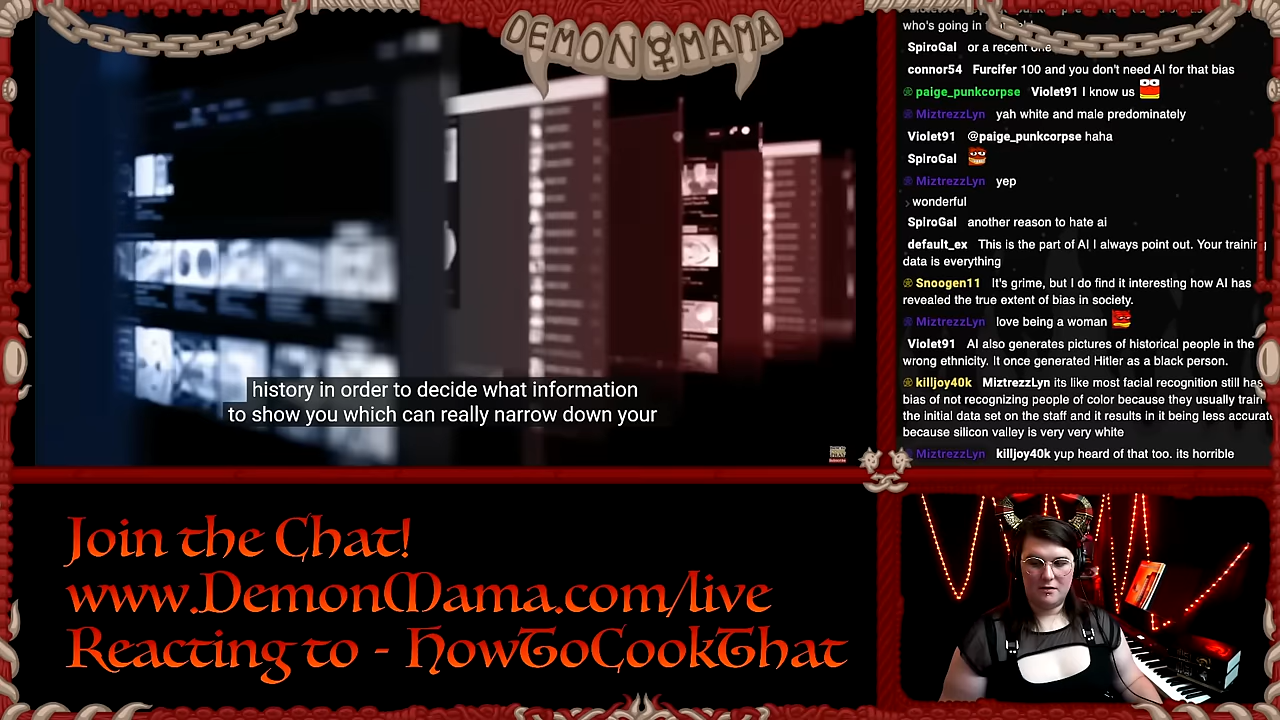 DEMON MAMA
who's going in
SpiroGal or a recent one
connor54 Furcifer 100 and you don't need AI for that bias
paige_punkcorpse Violet91 I know us
MiztrezzLyn yah white and male predominately
Violet91 @paige_punkcorpse haha
SpiroGal
MiztrezzLyn yep
wonderful
SpiroGal another reason to hate ai
default_ex This is the part of AI I always point out. Your training
data is everything
Snoogen11 It's grime, but I do find it interesting how AI has
revealed the true extent of bias in society.
MiztrezzLyn love being a woman
Violet91 AI also generates pictures of historical people in the
wrong ethnicity. It once generated Hitler as a black person.
killjoy40k MiztrezzLyn its like most facial recognition still has
bias of not recognizing people of color because they usually train
the initial data set on the staff and it results in it being less accurate
because silicon valley is very very white
MiztrezzLyn killjoy40k yup heard of that too. its horrible
history in order to decide what information
to show you which can really narrow down your
Join the Chat!
www.DemonMama.com/live
Reacting to - HowToCookThat